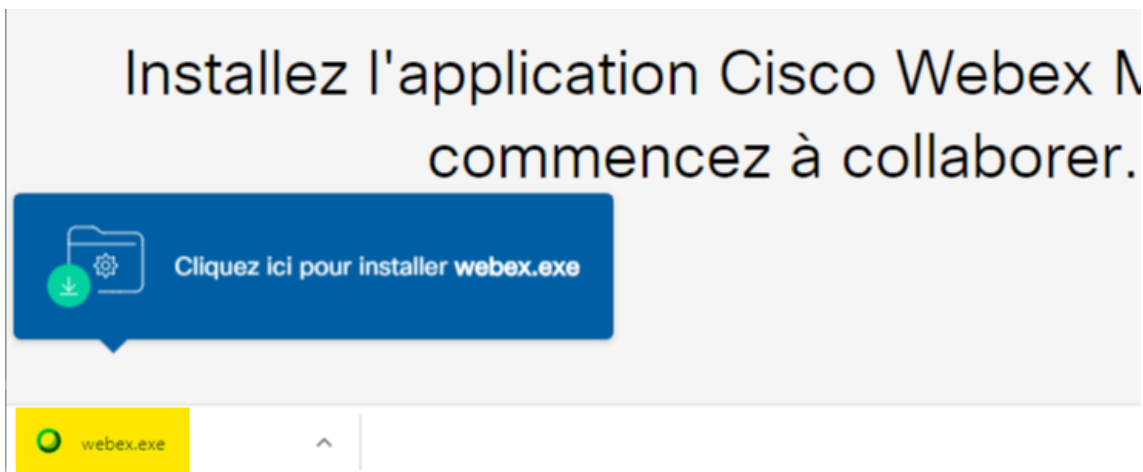 Installez l'application Cisco Webex
commencez à collaborer.
Cliquez ici pour installer webex.exe
webex.exe